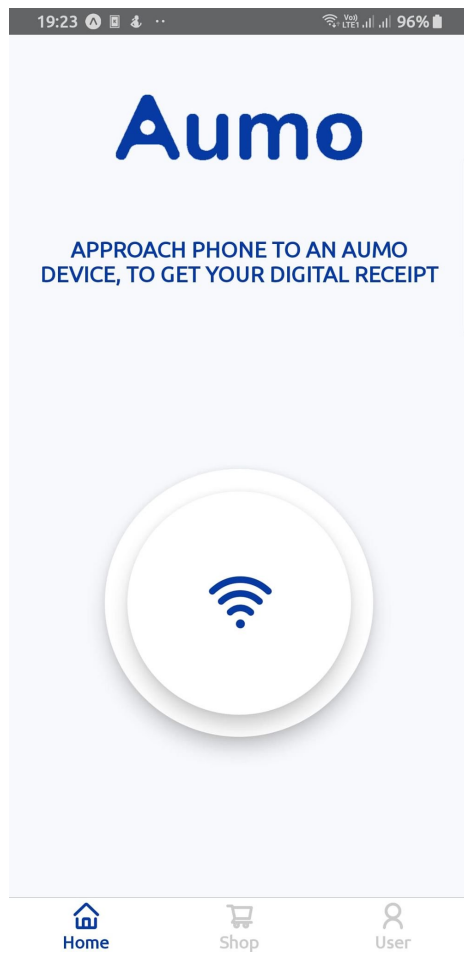 19:23 96%
Aumo
APPROACH PHONE TO AN AUMO
DEVICE, TO GET YOUR DIGITAL RECEIPT
Home Shop User